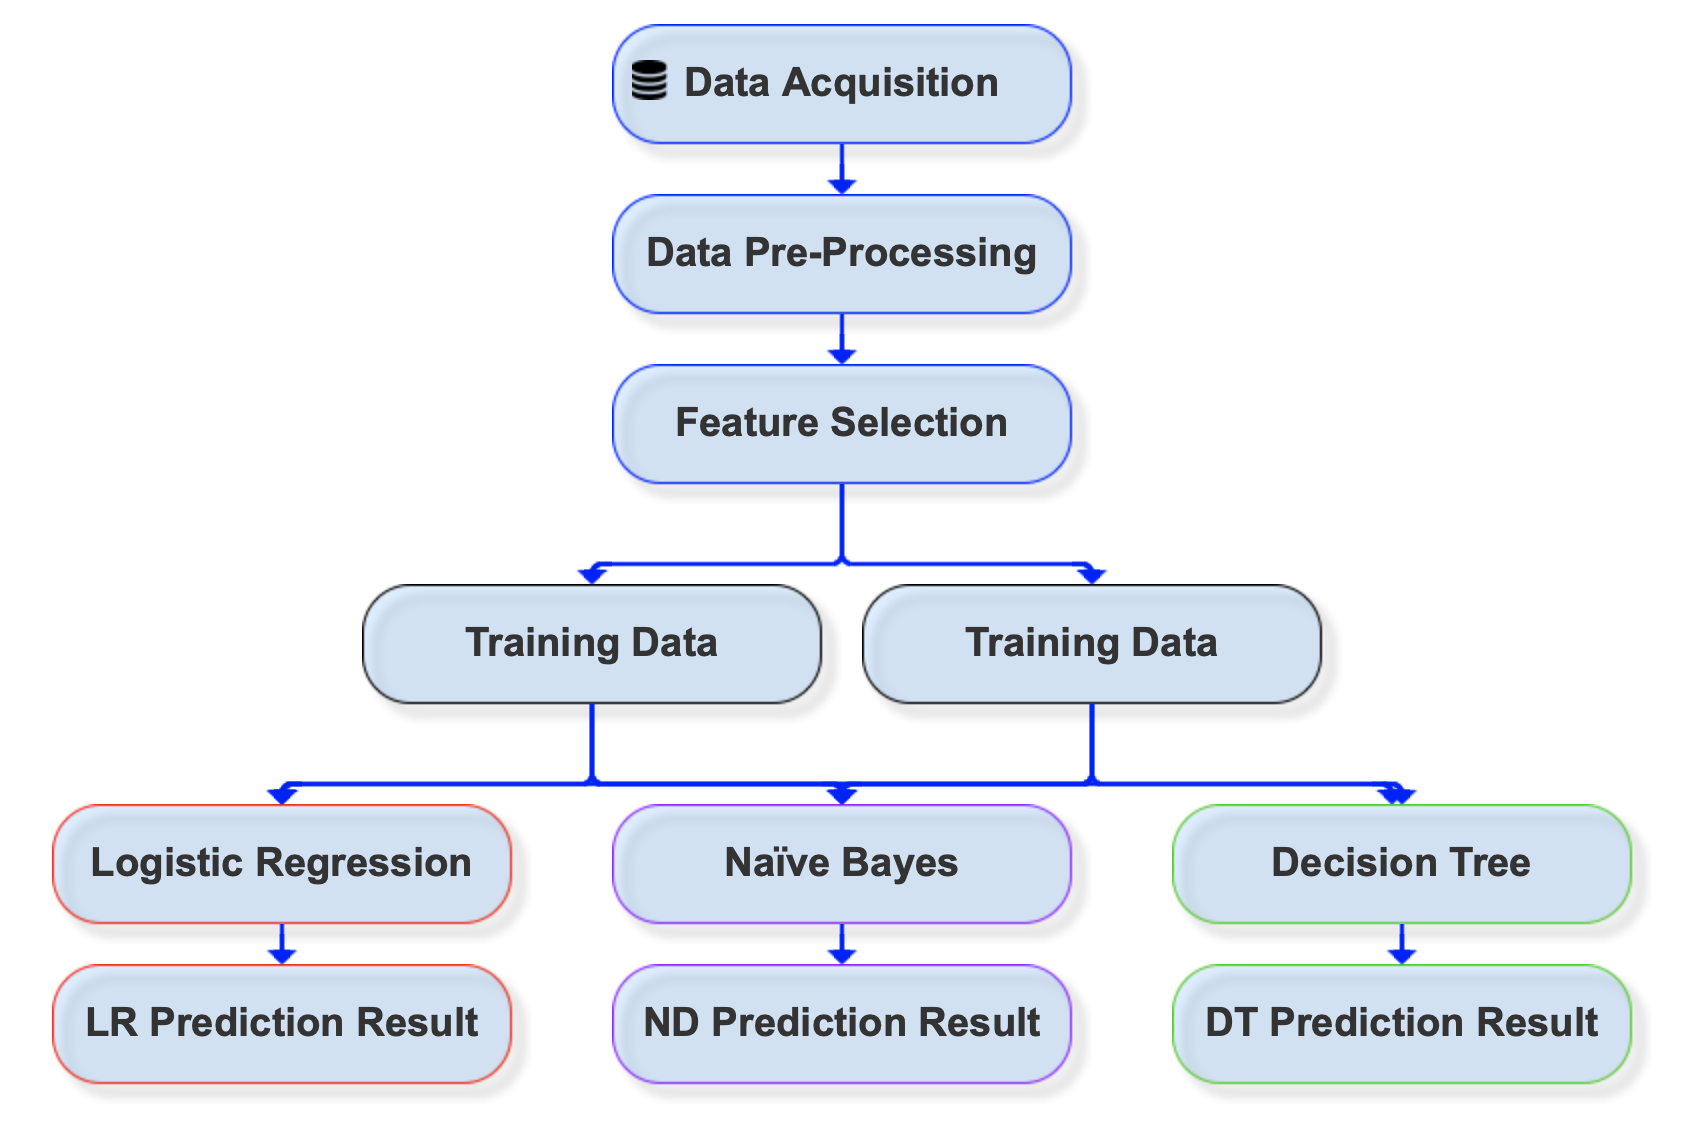 Data Acquisition
Data Pre-Processing
Feature Selection
Training Data
Training Data
Logistic Regression
Naïve Bayes
Decision Tree
LR Prediction Result
ND Prediction Result
DT Prediction Result